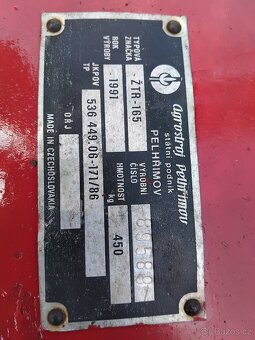 agrostroj Pelhřimov
státní podnik
PELHŘIMOV
TYPOVÁ
ZNAČKA
ŽTR-165
VÝROBNÍ
ČÍSLO
ROK
VÝROBY
1991
HMOTNOST
kg
450
JKPOV
TP
536 449 06-171/86
OŘJ
MADE IN CZECHOSLOVAKIA